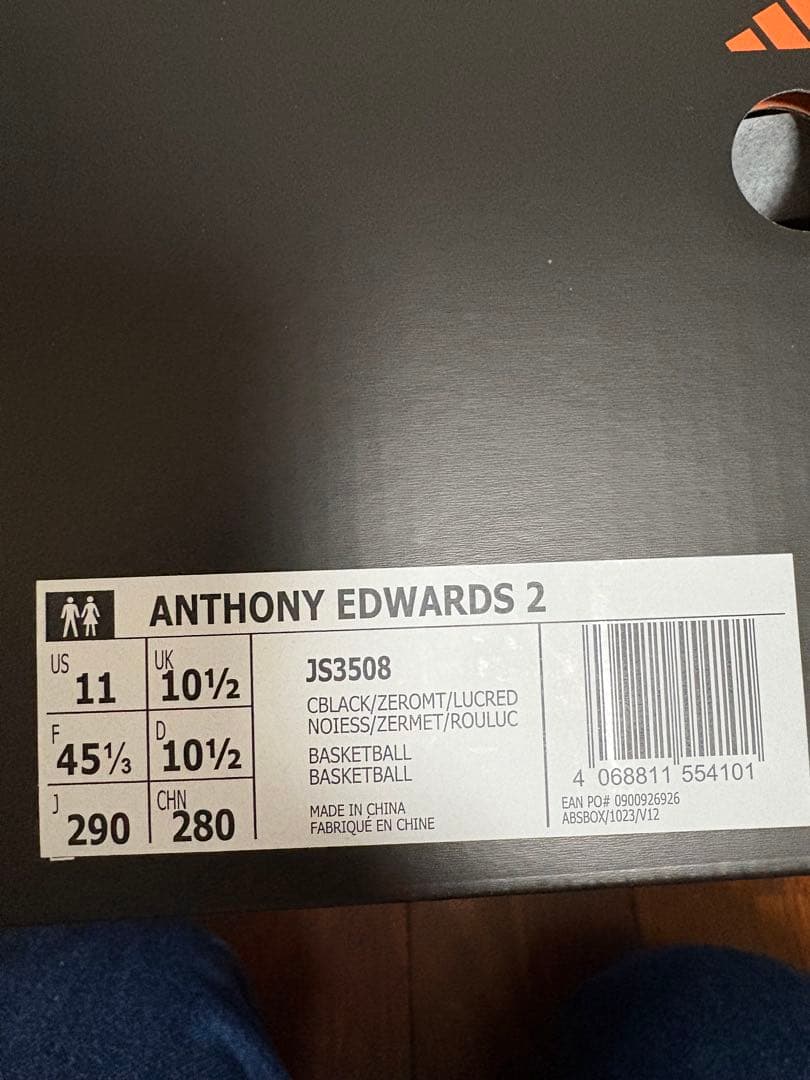 ANTHONY EDWARDS 2
US 11 UK 10½
F 45⅓ D 10½
J 290 CHN 280
JS3508
CBLACK/ZEROMT/LUCRED
NOIESS/ZERMET/ROULUC
BASKETBALL
BASKETBALL
MADE IN CHINA
FABRIQUÉ EN CHINE
4 068811 554101
EAN PO# 0900926926
ABSBOX/1023/V12